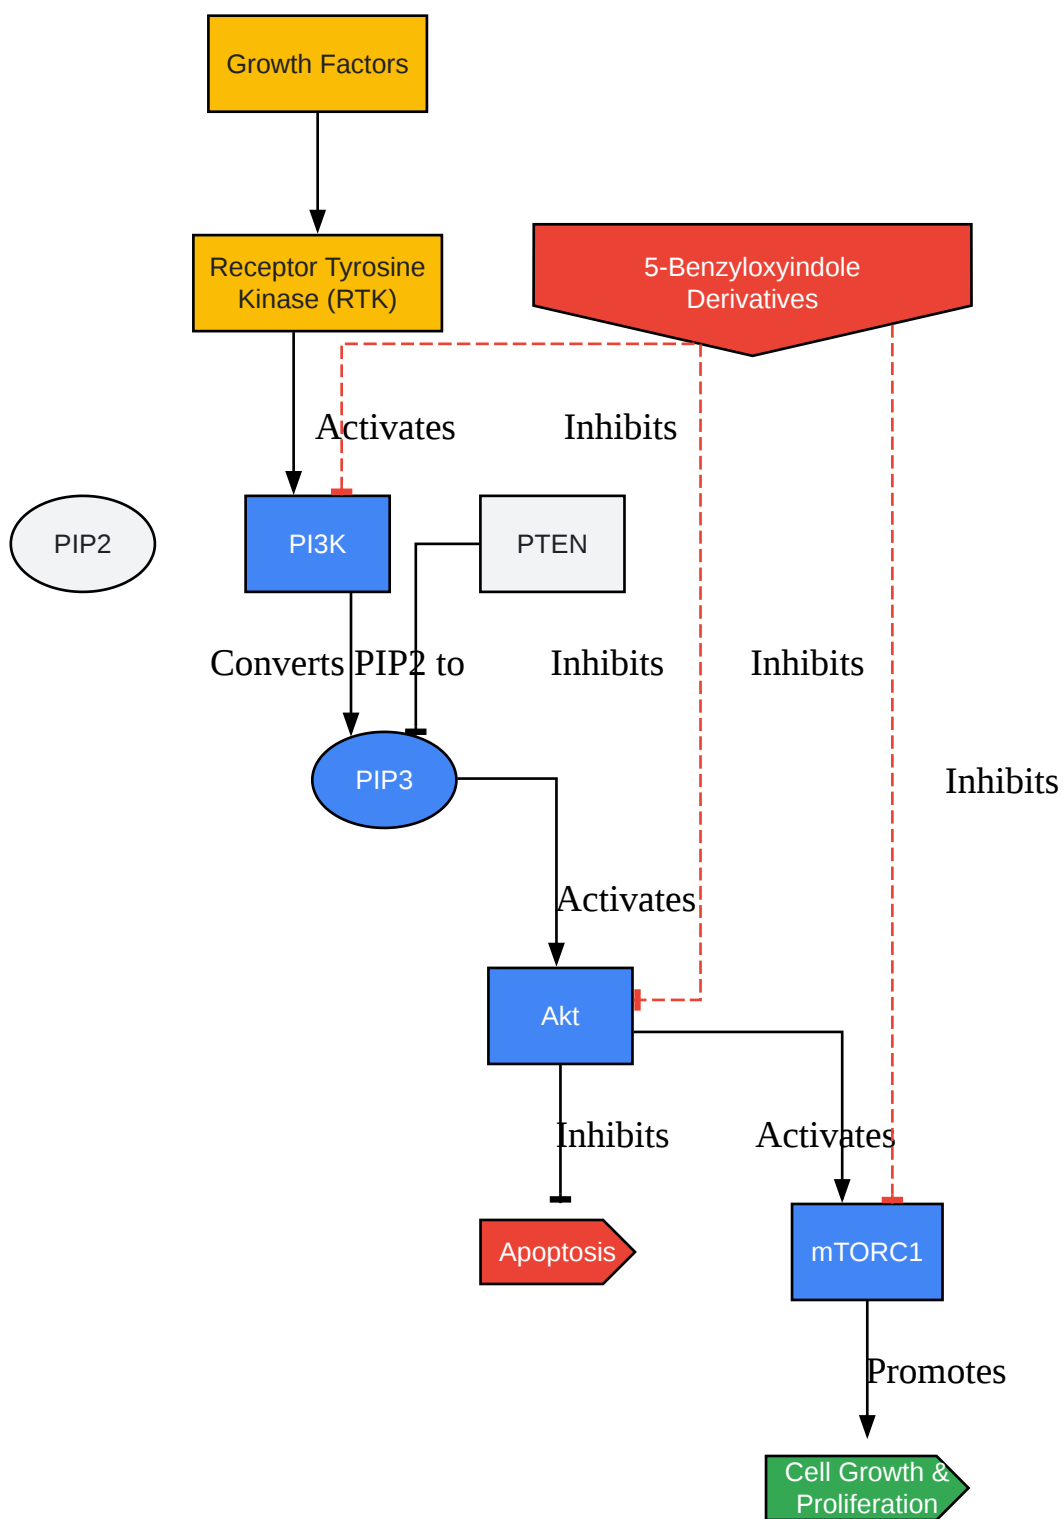 Growth Factors
Receptor Tyrosine
Kinase (RTK)
5-Benzyloxyindole
Derivatives
Activates
Inhibits
PIP2
PI3K
PTEN
Converts PIP2 to
Inhibits
Inhibits
PIP3
Inhibits
Activates
Akt
Inhibits
Activates
Apoptosis
mTORC1
Promotes
Cell Growth &
Proliferation